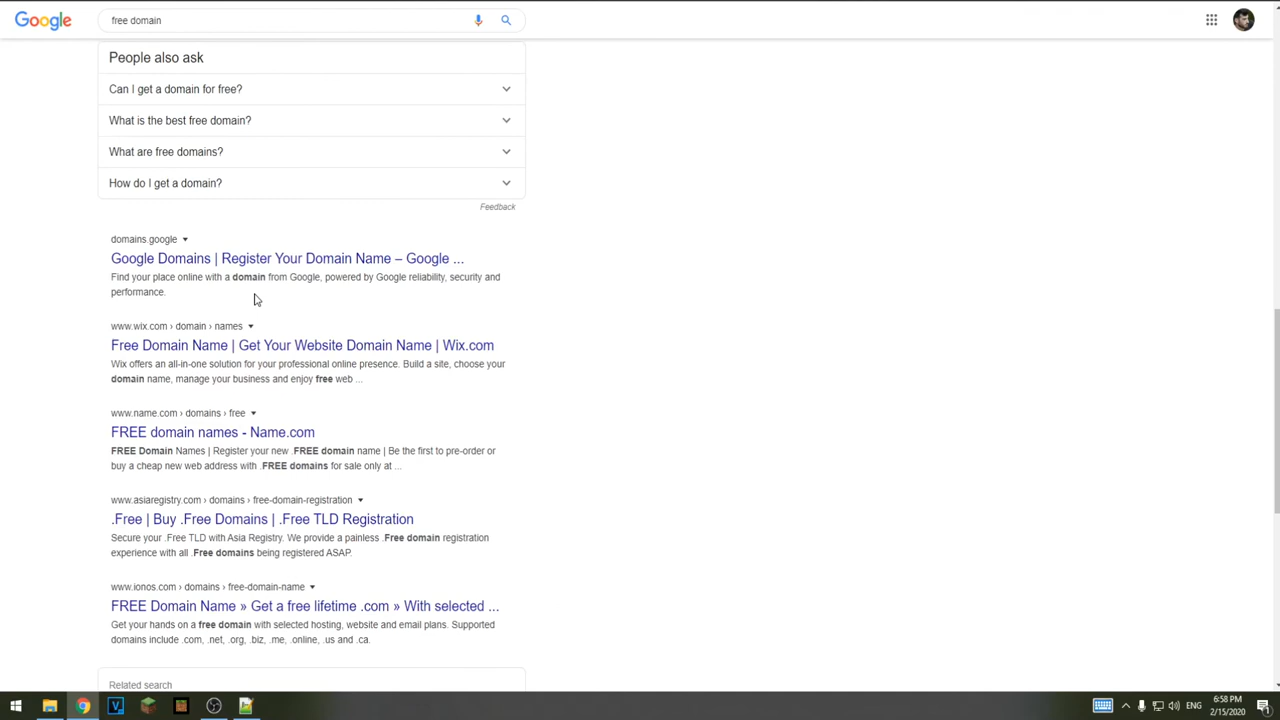 Google
free domain
People also ask
Can I get a domain for free?
What is the best free domain?
What are free domains?
How do I get a domain?
Feedback
domains.google
Google Domains | Register Your Domain Name – Google ...
Find your place online with a domain from Google, powered by Google reliability, security and
performance.
www.wix.com › domain › names
Free Domain Name | Get Your Website Domain Name | Wix.com
Wix offers an all-in-one solution for your professional online presence. Build a site, choose your
domain name, manage your business and enjoy free web ...
www.name.com › domains › free
FREE domain names - Name.com
FREE Domain Names | Register your new .FREE domain name | Be the first to pre-order or
buy a cheap new web address with .FREE domains for sale only at ...
www.asiaregistry.com › domains › free-domain-registration
.Free | Buy .Free Domains | .Free TLD Registration
Secure your .Free TLD with Asia Registry. We provide a painless .Free domain registration
experience with all .Free domains being registered ASAP.
www.ionos.com › domains › free-domain-name
FREE Domain Name » Get a free lifetime .com » With selected ...
Get your hands on a free domain with selected hosting, website and email plans. Supported
domains include .com, .net, .org, .biz, .me, .online, .us and .ca.
Related search
V
ENG
6:58 PM
2/15/2020
1